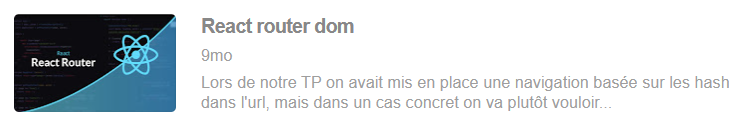 React router dom
9mo
Lors de notre TP on avait mis en place une navigation basée sur les hash
dans l'url, mais dans un cas concret on va plutôt vouloir...
React
React Router